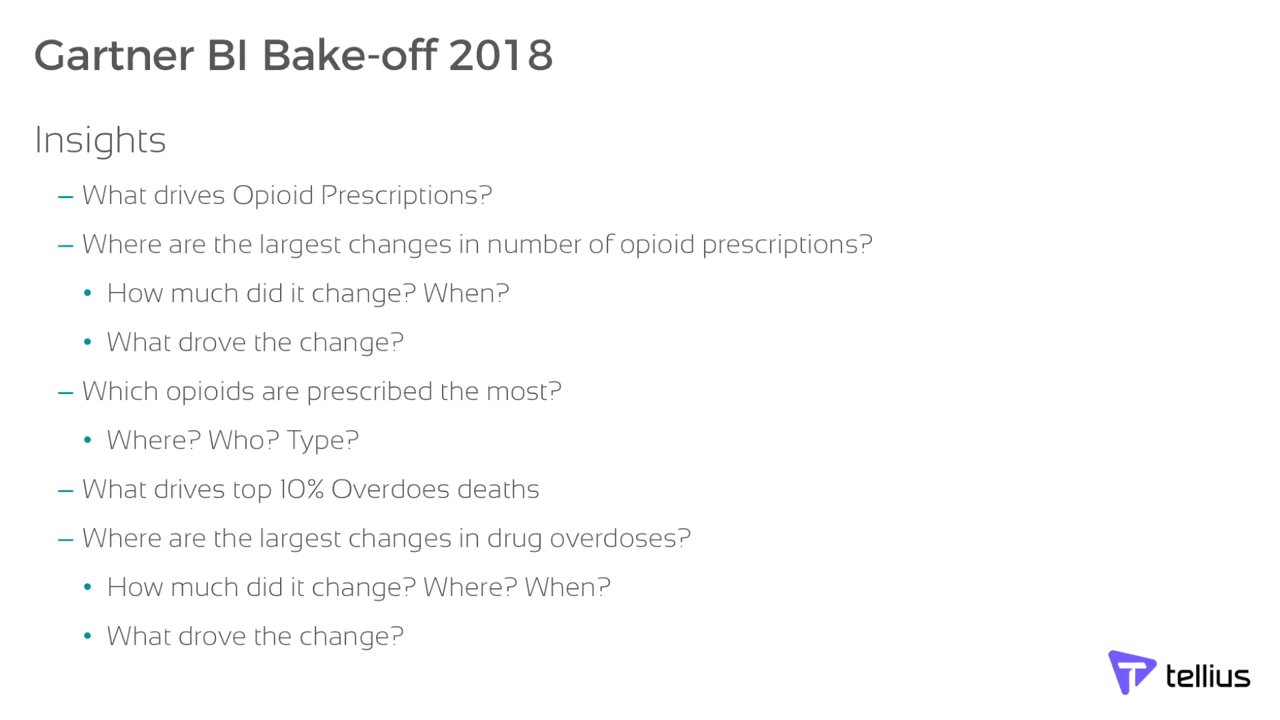 Gartner BI Bake-off 2018
Insights
– What drives Opioid Prescriptions?
– Where are the largest changes in number of opioid prescriptions?
• How much did it change? When?
• What drove the change?
– Which opioids are prescribed the most?
• Where? Who? Type?
– What drives top 10% Overdoes deaths
– Where are the largest changes in drug overdoses?
• How much did it change? Where? When?
• What drove the change?
tellius